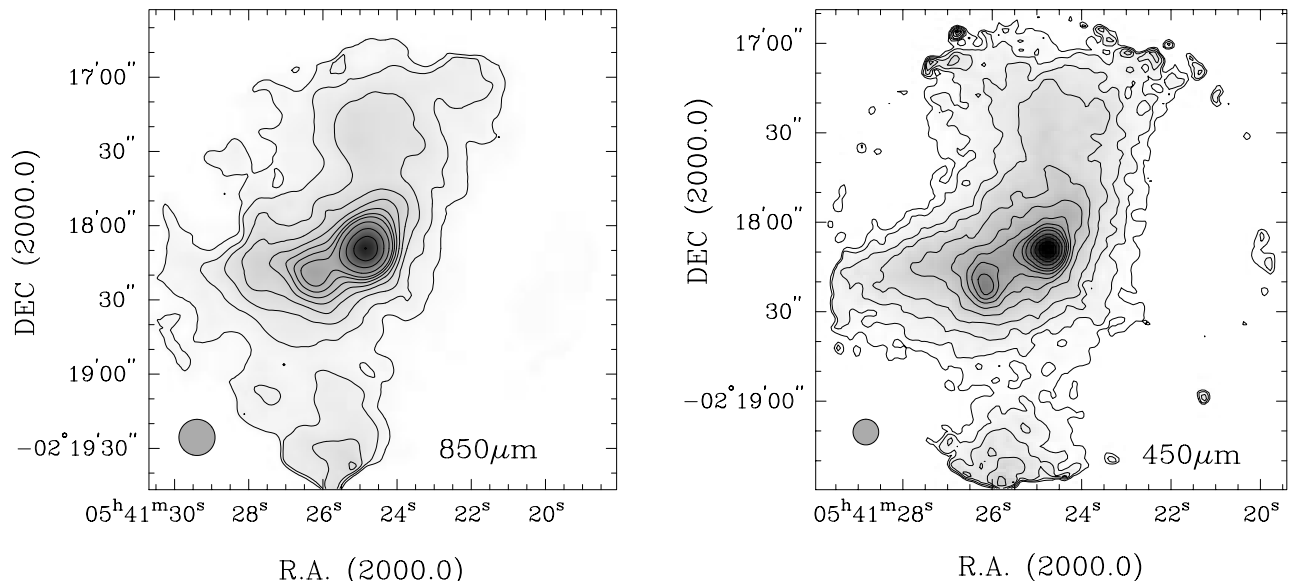 DEC (2000.0)
17'00"
30"
18'00"
30"
19'00"
−02°19'30"
850μm
05ʰ41ᵐ30ˢ 28ˢ 26ˢ 24ˢ 22ˢ 20ˢ
R.A. (2000.0)
DEC (2000.0)
17'00"
30"
18'00"
30"
−02°19'00"
450μm
05ʰ41ᵐ28ˢ 26ˢ 24ˢ 22ˢ 20ˢ
R.A. (2000.0)